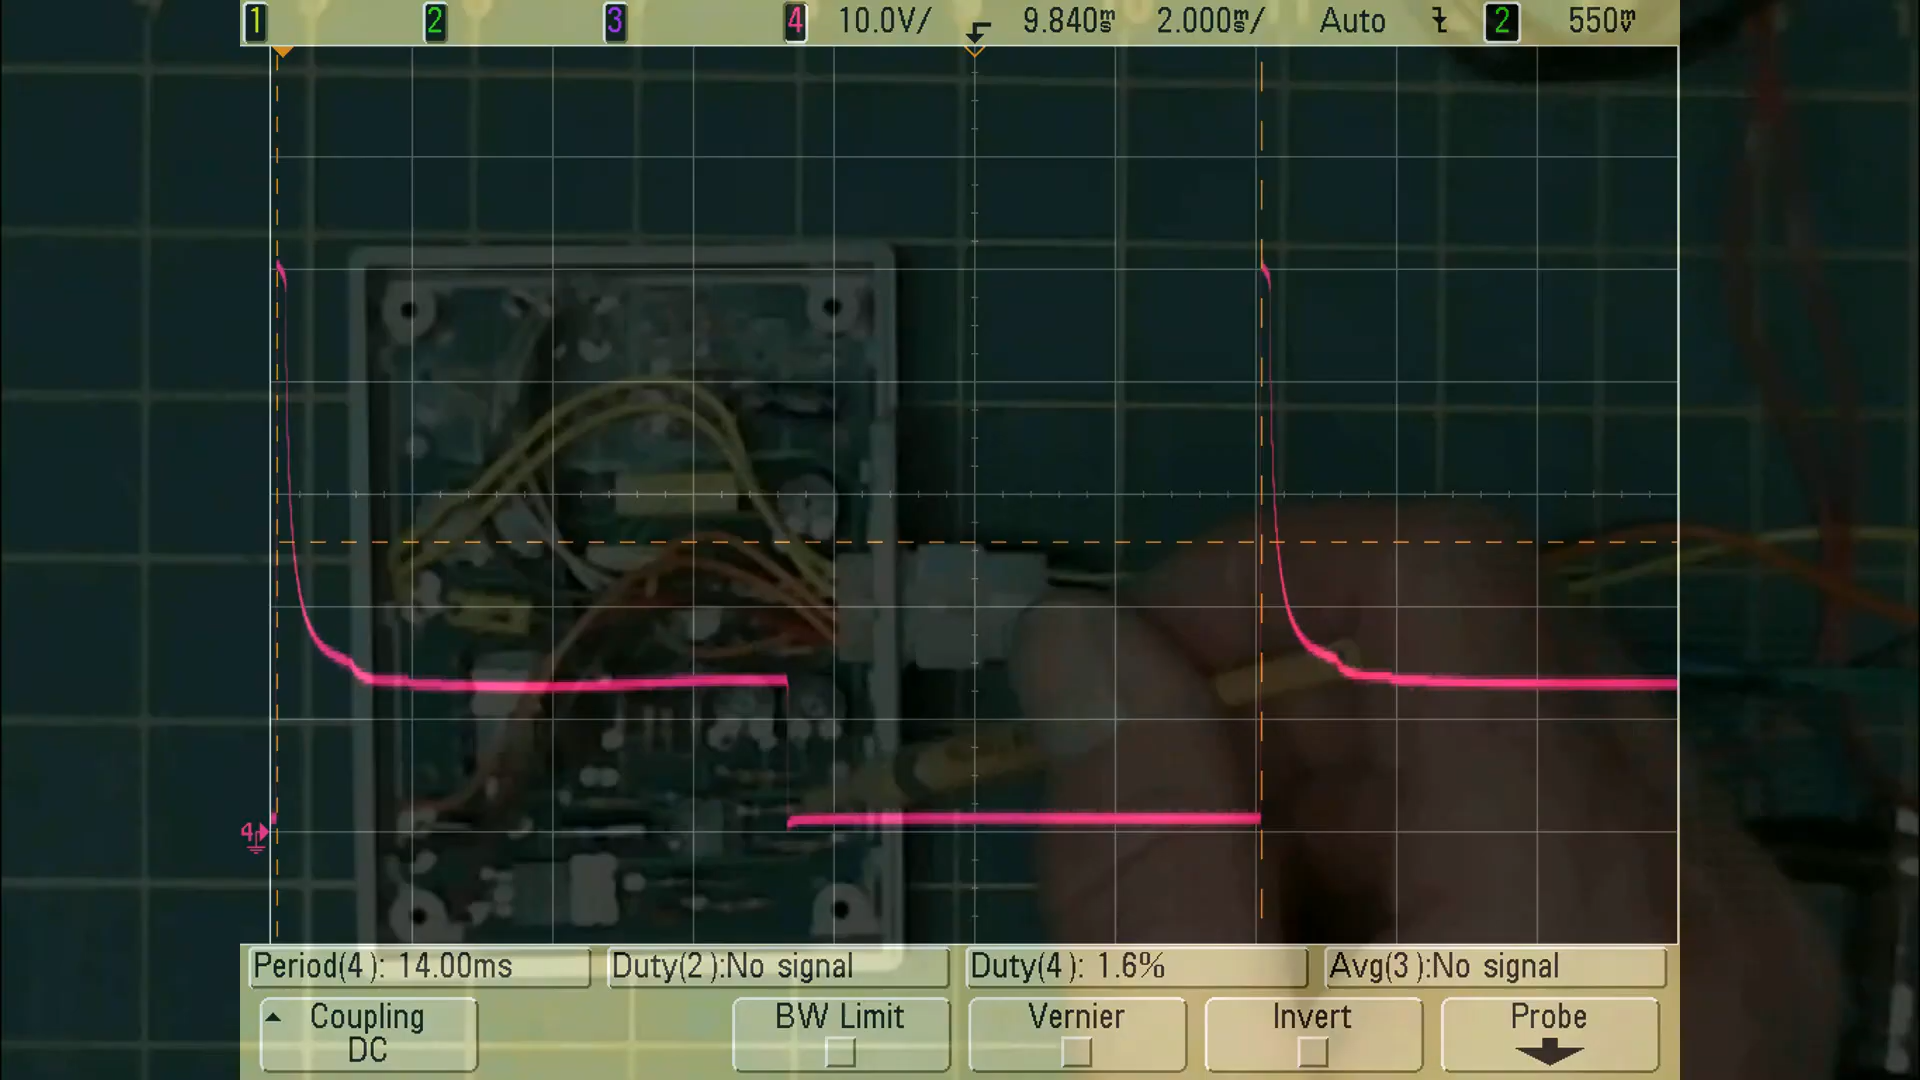 1 2 3 4 10.0V/ 9.840ms 2.000ms/ Auto 2 550mV
4
Period(4): 14.00ms Duty(2):No signal Duty(4): 1.6% Avg(3):No signal
Coupling BW Limit Vernier Invert Probe
DC